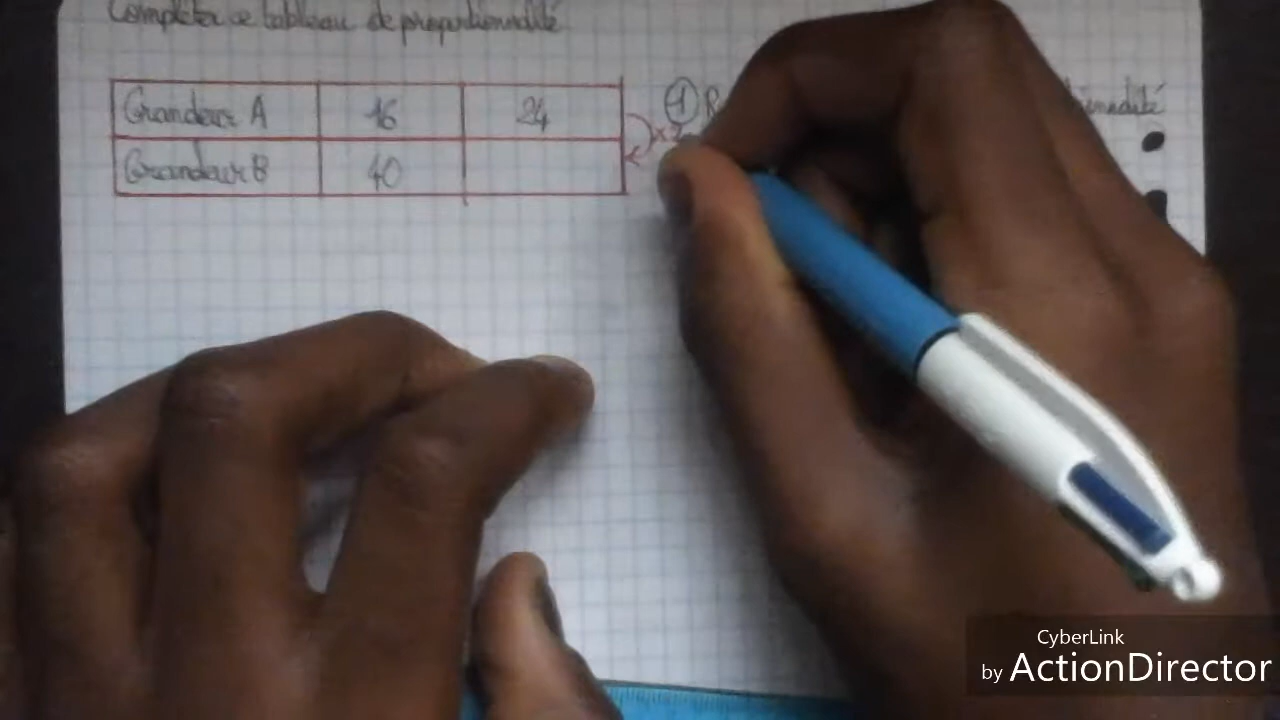 Compléter ce tableau de proportionnalité
Grandeur A 16 24
Grandeur B 40
① 
x?
CyberLink
by ActionDirector